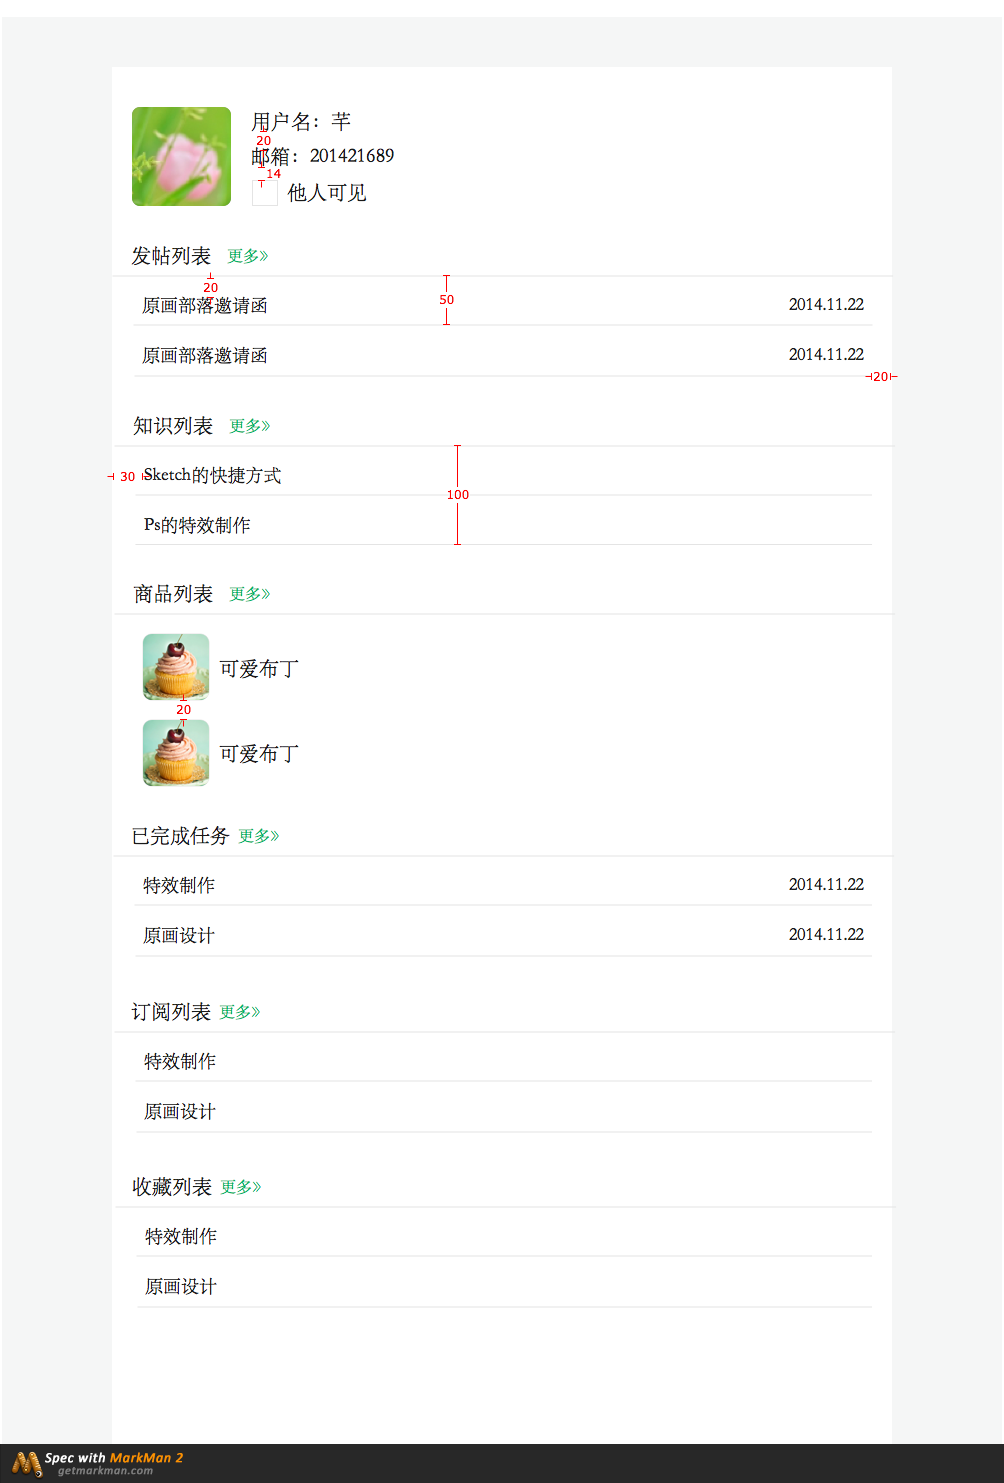 用户名：芊
20
邮箱：201421689
14
他人可见
发帖列表 更多》
20
50
原画部落邀请函 2014.11.22
原画部落邀请函 2014.11.22
20
知识列表 更多》
30 Sketch的快捷方式
100
Ps的特效制作
商品列表 更多》
可爱布丁
20
可爱布丁
已完成任务 更多》
特效制作 2014.11.22
原画设计 2014.11.22
订阅列表 更多》
特效制作
原画设计
收藏列表 更多》
特效制作
原画设计
Spec with MarkMan 2
getmarkman.com